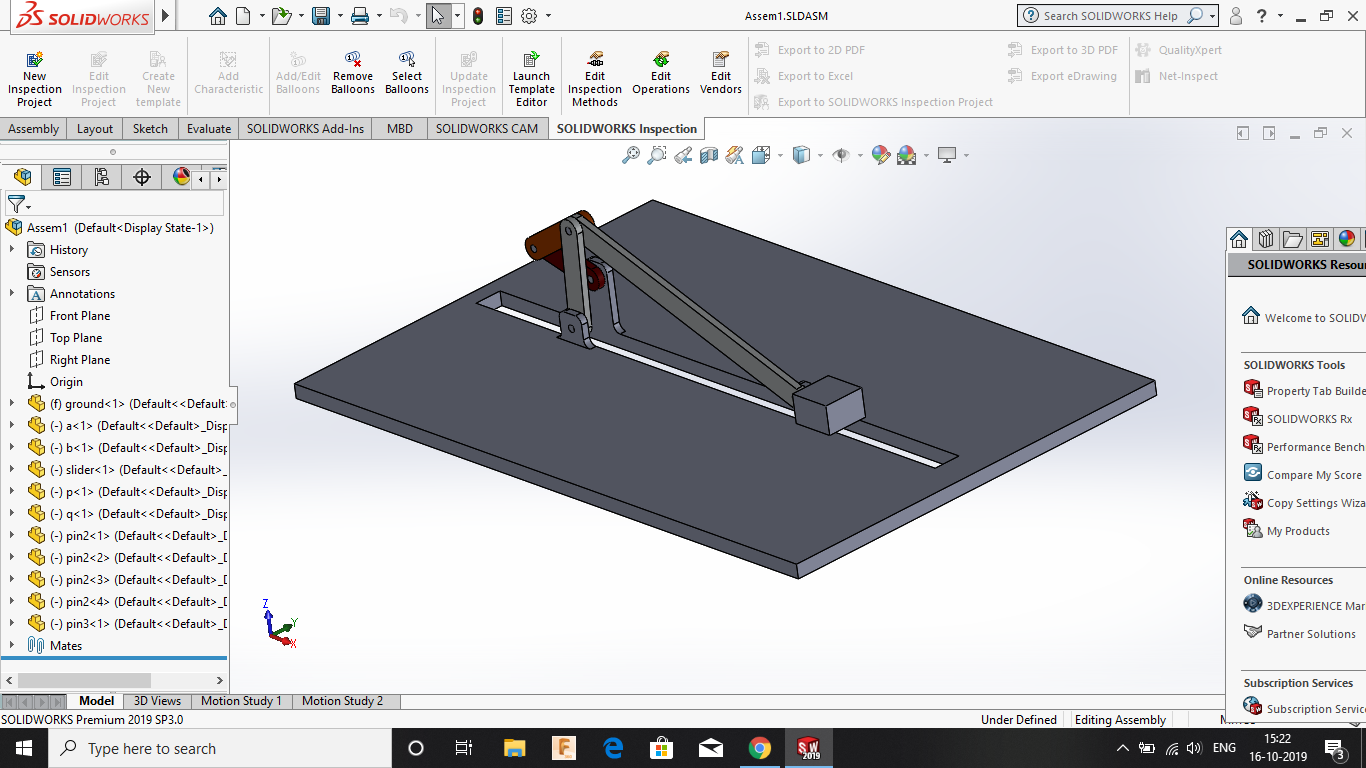 SOLIDWORKS
Assem1.SLDASM
Search SOLIDWORKS Help
?
New
Inspection
Project
Edit
Inspection
Project
Create
New
template
Add
Characteristic
Add/Edit
Balloons
Remove
Balloons
Select
Balloons
Update
Inspection
Project
Launch
Template
Editor
Edit
Inspection
Methods
Edit
Operations
Edit
Vendors
Export to 2D PDF
Export to Excel
Export to SOLIDWORKS Inspection Project
Export to 3D PDF
Export eDrawing
QualityXpert
Net-Inspect
Assembly
Layout
Sketch
Evaluate
SOLIDWORKS Add-Ins
MBD
SOLIDWORKS CAM
SOLIDWORKS Inspection
Assem1 (Default<Display State-1>)
History
Sensors
Annotations
Front Plane
Top Plane
Right Plane
Origin
(f) ground<1> (Default<<Default
(-) a<1> (Default<<Default>_Disp
(-) b<1> (Default<<Default>_Disp
(-) slider<1> (Default<<Default>_
(-) p<1> (Default<<Default>_Disp
(-) q<1> (Default<<Default>_Disp
(-) pin2<1> (Default<<Default>_D
(-) pin2<2> (Default<<Default>_D
(-) pin2<3> (Default<<Default>_D
(-) pin2<4> (Default<<Default>_D
(-) pin3<1> (Default<<Default>_D
Mates
Z
Y
X
SOLIDWORKS Resou
Welcome to SOLIDW
SOLIDWORKS Tools
Property Tab Builde
SOLIDWORKS Rx
Performance Bench
Compare My Score
Copy Settings Wiza
My Products
Online Resources
3DEXPERIENCE Mar
Partner Solutions
Subscription Services
Subscription Servic
Model
3D Views
Motion Study 1
Motion Study 2
SOLIDWORKS Premium 2019 SP3.0
Under Defined
Editing Assembly
Type here to search
SW
2019
ENG
15:22
16-10-2019
3